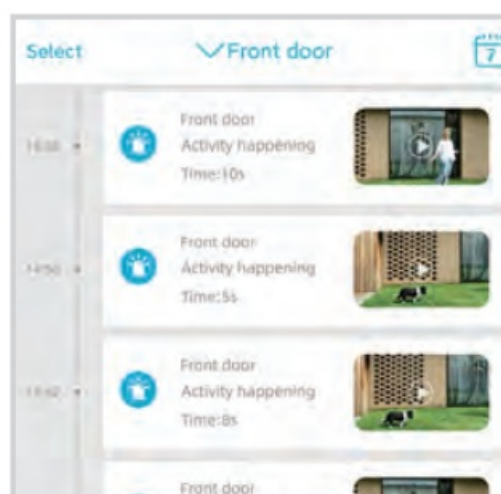 Select
Front door
7
Front door
Activity happening
Time:10s
Front door
Activity happening
Time:5s
Front door
Activity happening
Time:8s
Front door